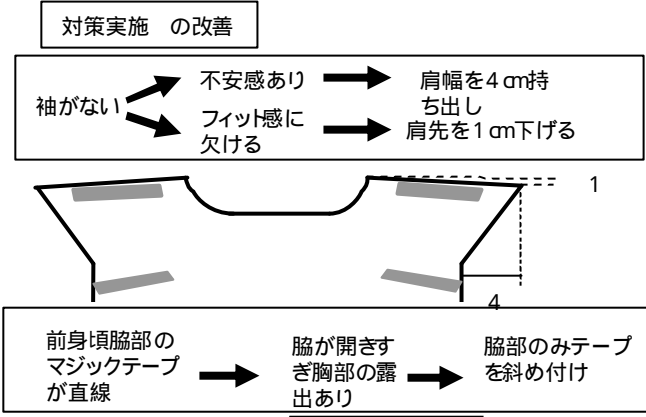 対策実施 の改善
袖がない
不安感あり
肩幅を4cm持
ち出し
フィット感に
欠ける
肩先を1cm下げる
1
4
前身頃脇部の
マジックテープ
が直線
脇が開きす
ぎ胸部の露
出あり
脇部のみテープ
を斜め付け